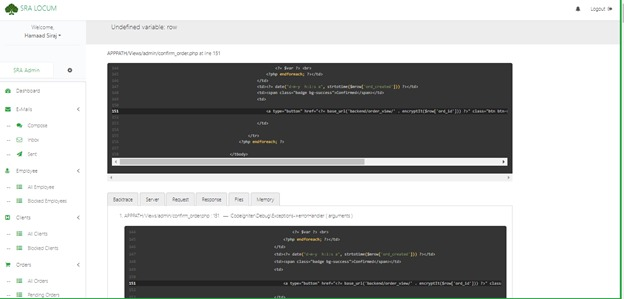 SRA LOCUM
Logout
Welcome,
Hamaad Siraj
SRA Admin
Dashboard
E-Mails
Compose
Inbox
Sent
Employee
All Employee
Blocked Employees
Clients
All Clients
Blocked Clients
Orders
All Orders
Pending Orders
Undefined variable: row
APPPATH/Views/admin/confirm_order.php at line 151
<?= $var ?> <br>
<?php endforeach; ?></td>
</td>
<td><?= date('d-m-y h:i:s a', strtotime($row['ord_created'])) ?></td>
<td><span class="badge bg-success">Confirmed</span></td>
<td>
151 <a type="button" href="<?= base_url('backend/order_view/' . encryptIt($row['ord_id'])) ?>" class="btn btn-
</td>
</tr>
<?php endforeach; ?>
</tbody>
Backtrace Server Request Response Files Memory
1. APPPATH/Views/admin/confirm_order.php : 151 — CodeIgniter\Debug\Exceptions->errorHandler ( arguments )
<?= $var ?> <br>
<?php endforeach; ?></td>
</td>
<td><?= date('d-m-y h:i:s a', strtotime($row['ord_created'])) ?></td>
<td><span class="badge bg-success">Confirmed</span></td>
<td>
151 <a type="button" href="<?= base_url('backend/order_view/' . encryptIt($row['ord_id'])) ?>" class
</td>